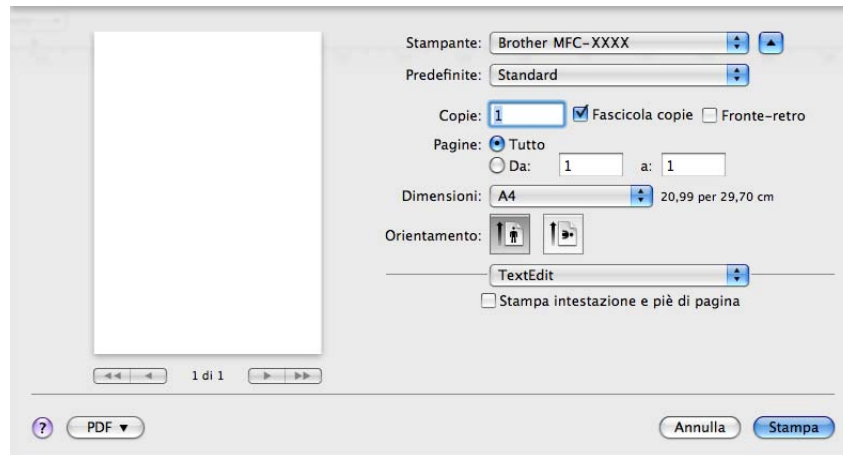 Stampante: Brother MFC-XXXX
Predefinite: Standard
Copie: 1 Fascicola copie Fronte-retro
Pagine: Tutto
Da: 1 a: 1
Dimensioni: A4 20,99 per 29,70 cm
Orientamento:
TextEdit
Stampa intestazione e piè di pagina
1 di 1
? PDF Annulla Stampa